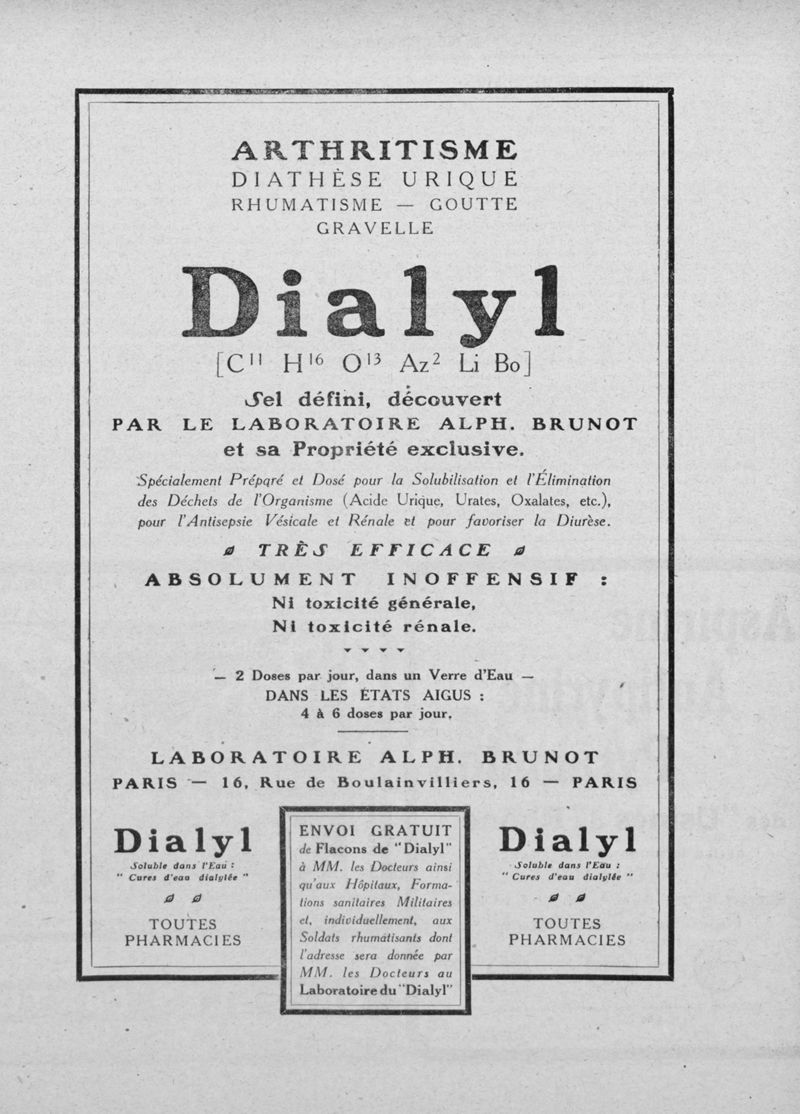 ARTHRITISME
DIATHÈSE URIQUE
RHUMATISME — GOUTTE
GRAVELLE
Dialyl
[C¹¹ H¹⁶ O¹³ Az² Li Bo]
Sel défini, découvert
PAR LE LABORATOIRE ALPH. BRUNOT
et sa Propriété exclusive.
Spécialement Préparé et Dosé pour la Solubilisation et l'Élimination
des Déchets de l'Organisme (Acide Urique, Urates, Oxalates, etc.),
pour l'Antisepsie Vésicale et Rénale et pour favoriser la Diurèse.
TRÈS EFFICACE
ABSOLUMENT INOFFENSIF :
Ni toxicité générale,
Ni toxicité rénale.
— 2 Doses par jour, dans un Verre d'Eau —
DANS LES ÉTATS AIGUS :
4 à 6 doses par jour.
LABORATOIRE ALPH. BRUNOT
PARIS — 16, Rue de Boulainvilliers, 16 — PARIS
Dialyl
Soluble dans l'Eau :
" Cures d'eau dialylée "
TOUTES
PHARMACIES
ENVOI GRATUIT
de Flacons de "Dialyl"
à MM. les Docteurs ainsi
qu'aux Hôpitaux, Forma-
tions sanitaires Militaires
et, individuellement, aux
Soldats rhumatisants dont
l'adresse sera donnée par
MM. les Docteurs au
Laboratoire du "Dialyl"
Dialyl
Soluble dans l'Eau :
" Cures d'eau dialylée "
TOUTES
PHARMACIES